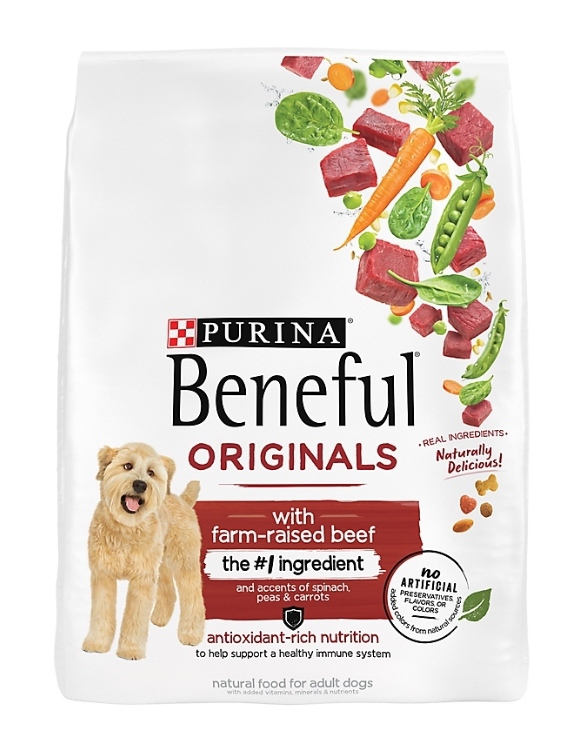 PURINA®
Beneful®
ORIGINALS
• REAL INGREDIENTS •
Naturally
Delicious!
with
farm-raised beef
the #1 ingredient
and accents of spinach,
peas & carrots
antioxidant-rich nutrition
to help support a healthy immune system
no
ARTIFICIAL
PRESERVATIVES,
FLAVORS, OR
COLORS
added colors from natural sources
natural food for adult dogs
with added vitamins, minerals & nutrients